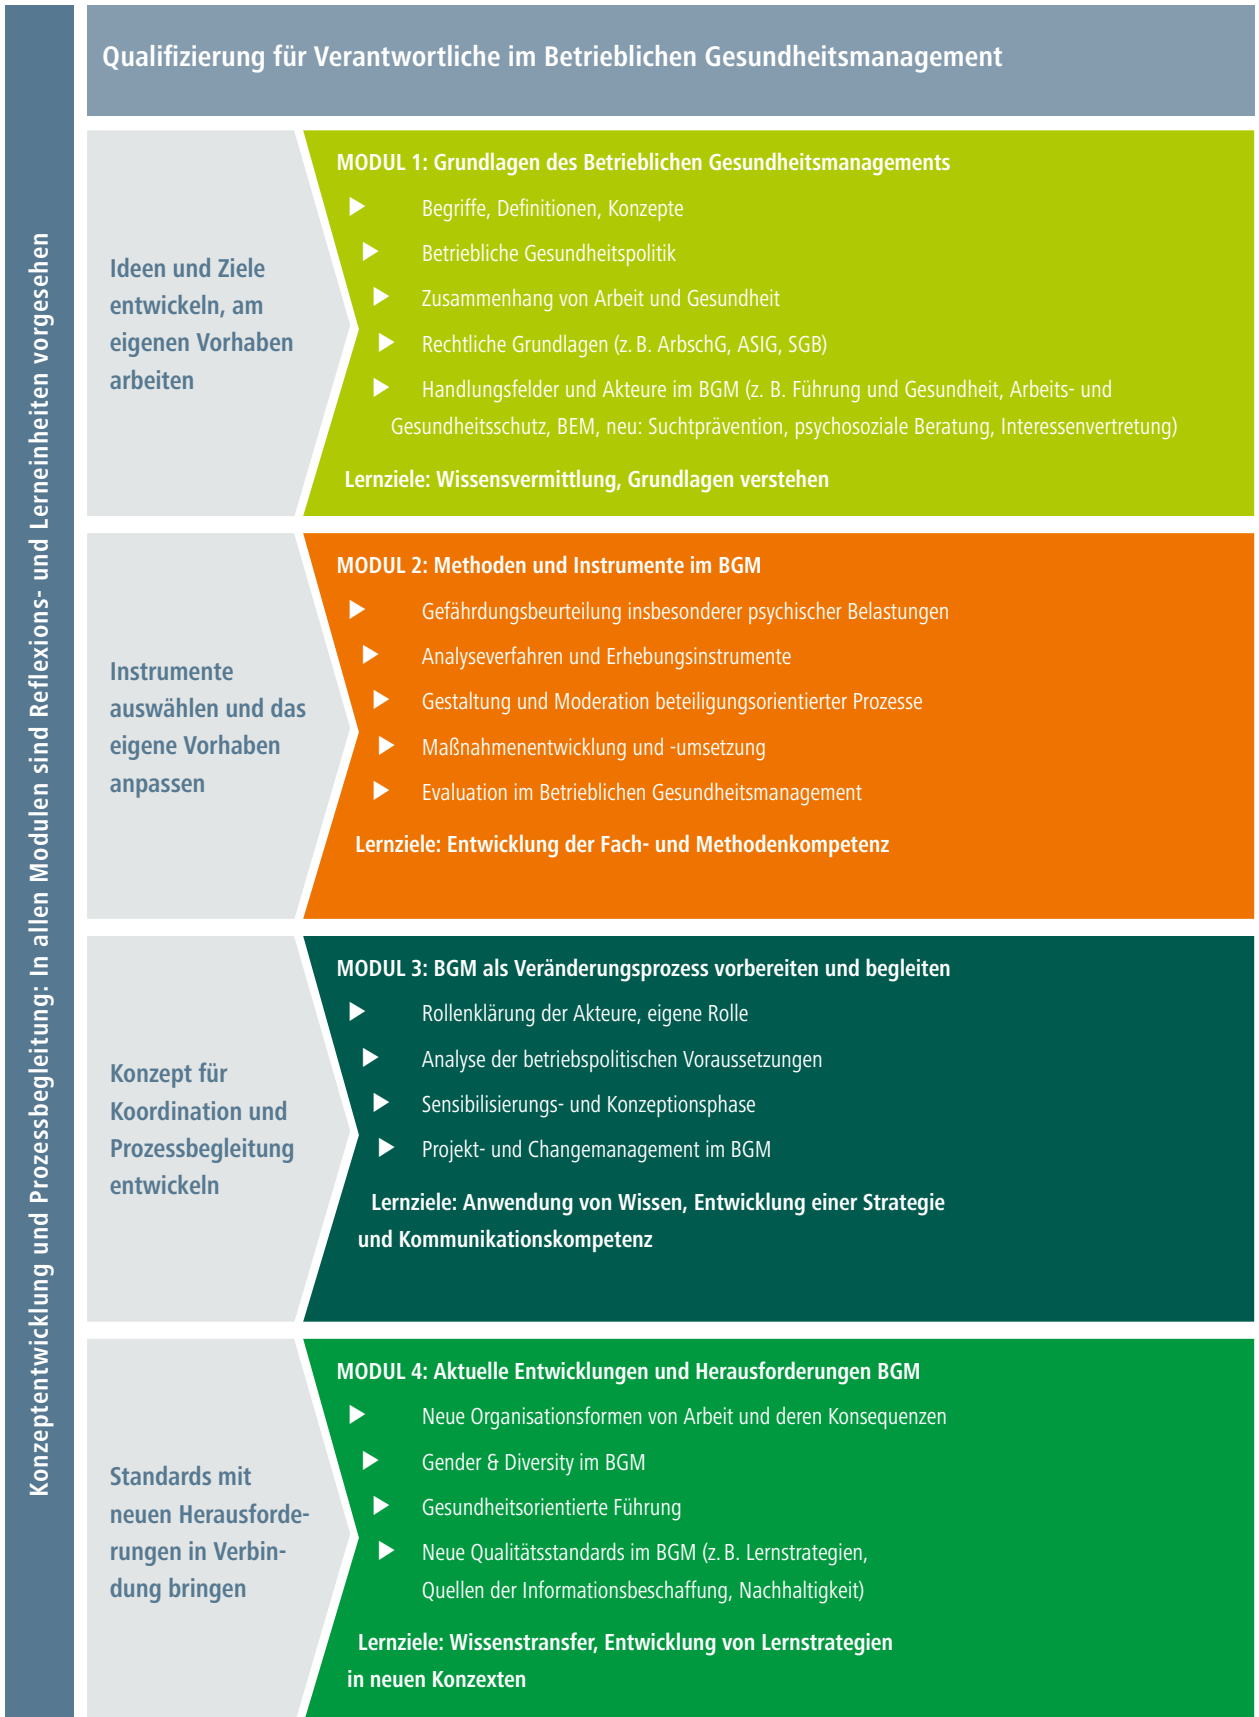 Qualifizierung für Verantwortliche im Betrieblichen Gesundheitsmanagement
Konzeptentwicklung und Prozessbegleitung: In allen Modulen sind Reflexions- und Lerneinheiten vorgesehen
Ideen und Ziele
entwickeln, am
eigenen Vorhaben
arbeiten
MODUL 1: Grundlagen des Betrieblichen Gesundheitsmanagements
Begriffe, Definitionen, Konzepte
Betriebliche Gesundheitspolitik
Zusammenhang von Arbeit und Gesundheit
Rechtliche Grundlagen (z. B. ArbschG, ASIG, SGB)
Handlungsfelder und Akteure im BGM (z. B. Führung und Gesundheit, Arbeits- und
Gesundheitsschutz, BEM, neu: Suchtprävention, psychosoziale Beratung, Interessenvertretung)
Lernziele: Wissensvermittlung, Grundlagen verstehen
Instrumente
auswählen und das
eigene Vorhaben
anpassen
MODUL 2: Methoden und Instrumente im BGM
Gefährdungsbeurteilung insbesonderer psychischer Belastungen
Analyseverfahren und Erhebungsinstrumente
Gestaltung und Moderation beteiligungsorientierter Prozesse
Maßnahmenentwicklung und -umsetzung
Evaluation im Betrieblichen Gesundheitsmanagement
Lernziele: Entwicklung der Fach- und Methodenkompetenz
Konzept für
Koordination und
Prozessbegleitung
entwickeln
MODUL 3: BGM als Veränderungsprozess vorbereiten und begleiten
Rollenklärung der Akteure, eigene Rolle
Analyse der betriebspolitischen Voraussetzungen
Sensibilisierungs- und Konzeptionsphase
Projekt- und Changemanagement im BGM
Lernziele: Anwendung von Wissen, Entwicklung einer Strategie
und Kommunikationskompetenz
Standards mit
neuen Herausforde-
rungen in Verbin-
dung bringen
MODUL 4: Aktuelle Entwicklungen und Herausforderungen BGM
Neue Organisationsformen von Arbeit und deren Konsequenzen
Gender & Diversity im BGM
Gesundheitsorientierte Führung
Neue Qualitätsstandards im BGM (z. B. Lernstrategien,
Quellen der Informationsbeschaffung, Nachhaltigkeit)
Lernziele: Wissenstransfer, Entwicklung von Lernstrategien
in neuen Konzexten